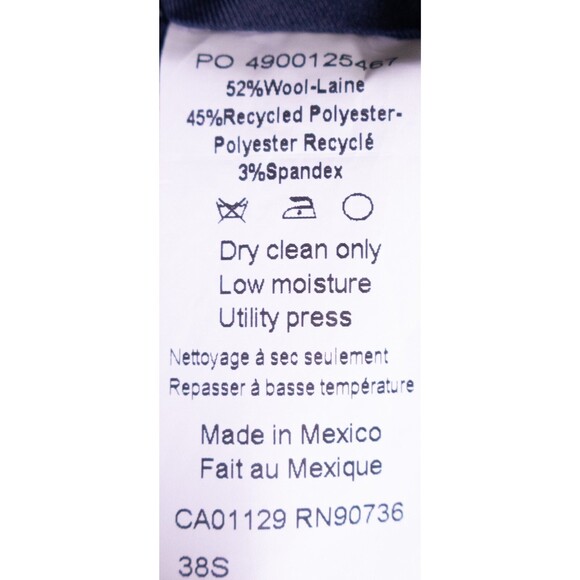 PO 4900125467
52%Wool-Laine
45%Recycled Polyester-
Polyester Recyclé
3%Spandex
Dry clean only
Low moisture
Utility press
Nettoyage à sec seulement
Repasser à basse température
Made in Mexico
Fait au Mexique
CA01129 RN90736
38S